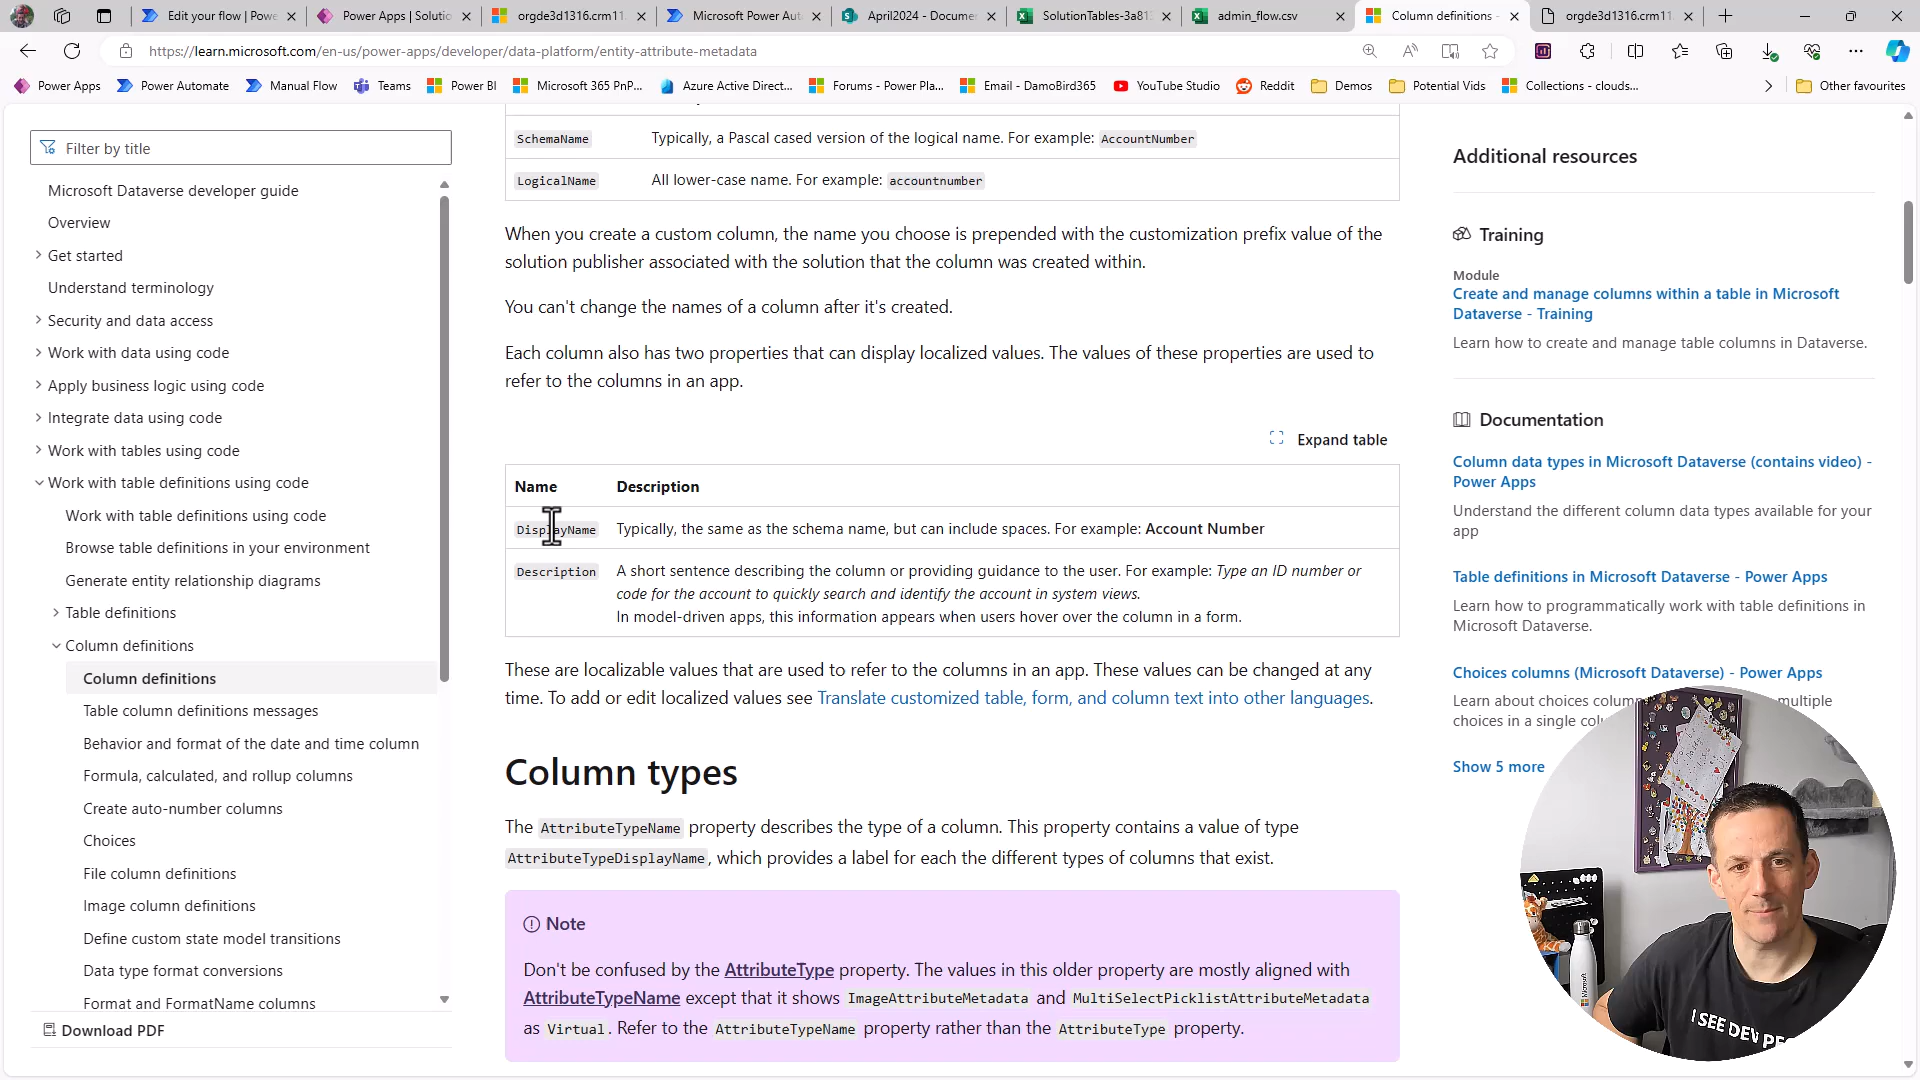 Edit your flow | Powe
Power Apps | Solutio
orgde3d1316.crm11.
Microsoft Power Aut
April2024 - Documen
SolutionTables-3a813
admin_flow.csv
Column definitions -
orgde3d1316.crm11.
https://learn.microsoft.com/en-us/power-apps/developer/data-platform/entity-attribute-metadata
Power Apps
Power Automate
Manual Flow
Teams
Power BI
Microsoft 365 PnP...
Azure Active Direct...
Forums - Power Pla...
Email - DamoBird365
YouTube Studio
Reddit
Demos
Potential Vids
Collections - clouds...
Other favourites
Filter by title
Microsoft Dataverse developer guide
Overview
Get started
Understand terminology
Security and data access
Work with data using code
Apply business logic using code
Integrate data using code
Work with tables using code
Work with table definitions using code
Work with table definitions using code
Browse table definitions in your environment
Generate entity relationship diagrams
Table definitions
Column definitions
Column definitions
Table column definitions messages
Behavior and format of the date and time column
Formula, calculated, and rollup columns
Create auto-number columns
Choices
File column definitions
Image column definitions
Define custom state model transitions
Data type format conversions
Format and FormatName columns
Download PDF
SchemaName Typically, a Pascal cased version of the logical name. For example: AccountNumber
LogicalName All lower-case name. For example: accountnumber
When you create a custom column, the name you choose is prepended with the customization prefix value of the
solution publisher associated with the solution that the column was created within.
You can't change the names of a column after it's created.
Each column also has two properties that can display localized values. The values of these properties are used to
refer to the columns in an app.
Expand table
Name Description
DisplayName Typically, the same as the schema name, but can include spaces. For example: Account Number
Description A short sentence describing the column or providing guidance to the user. For example: Type an ID number or
code for the account to quickly search and identify the account in system views.
In model-driven apps, this information appears when users hover over the column in a form.
These are localizable values that are used to refer to the columns in an app. These values can be changed at any
time. To add or edit localized values see Translate customized table, form, and column text into other languages.
Column types
The AttributeTypeName property describes the type of a column. This property contains a value of type
AttributeTypeDisplayName, which provides a label for each the different types of columns that exist.
Note
Don't be confused by the AttributeType property. The values in this older property are mostly aligned with
AttributeTypeName except that it shows ImageAttributeMetadata and MultiSelectPicklistAttributeMetadata
as Virtual. Refer to the AttributeTypeName property rather than the AttributeType property.
Additional resources
Training
Module
Create and manage columns within a table in Microsoft
Dataverse - Training
Learn how to create and manage table columns in Dataverse.
Documentation
Column data types in Microsoft Dataverse (contains video) -
Power Apps
Understand the different column data types available for your
app
Table definitions in Microsoft Dataverse - Power Apps
Learn how to programmatically work with table definitions in
Microsoft Dataverse.
Choices columns (Microsoft Dataverse) - Power Apps
Learn about choices colum multiple
choices in a single col
Show 5 more
Microsoft
I SEE DEV PE